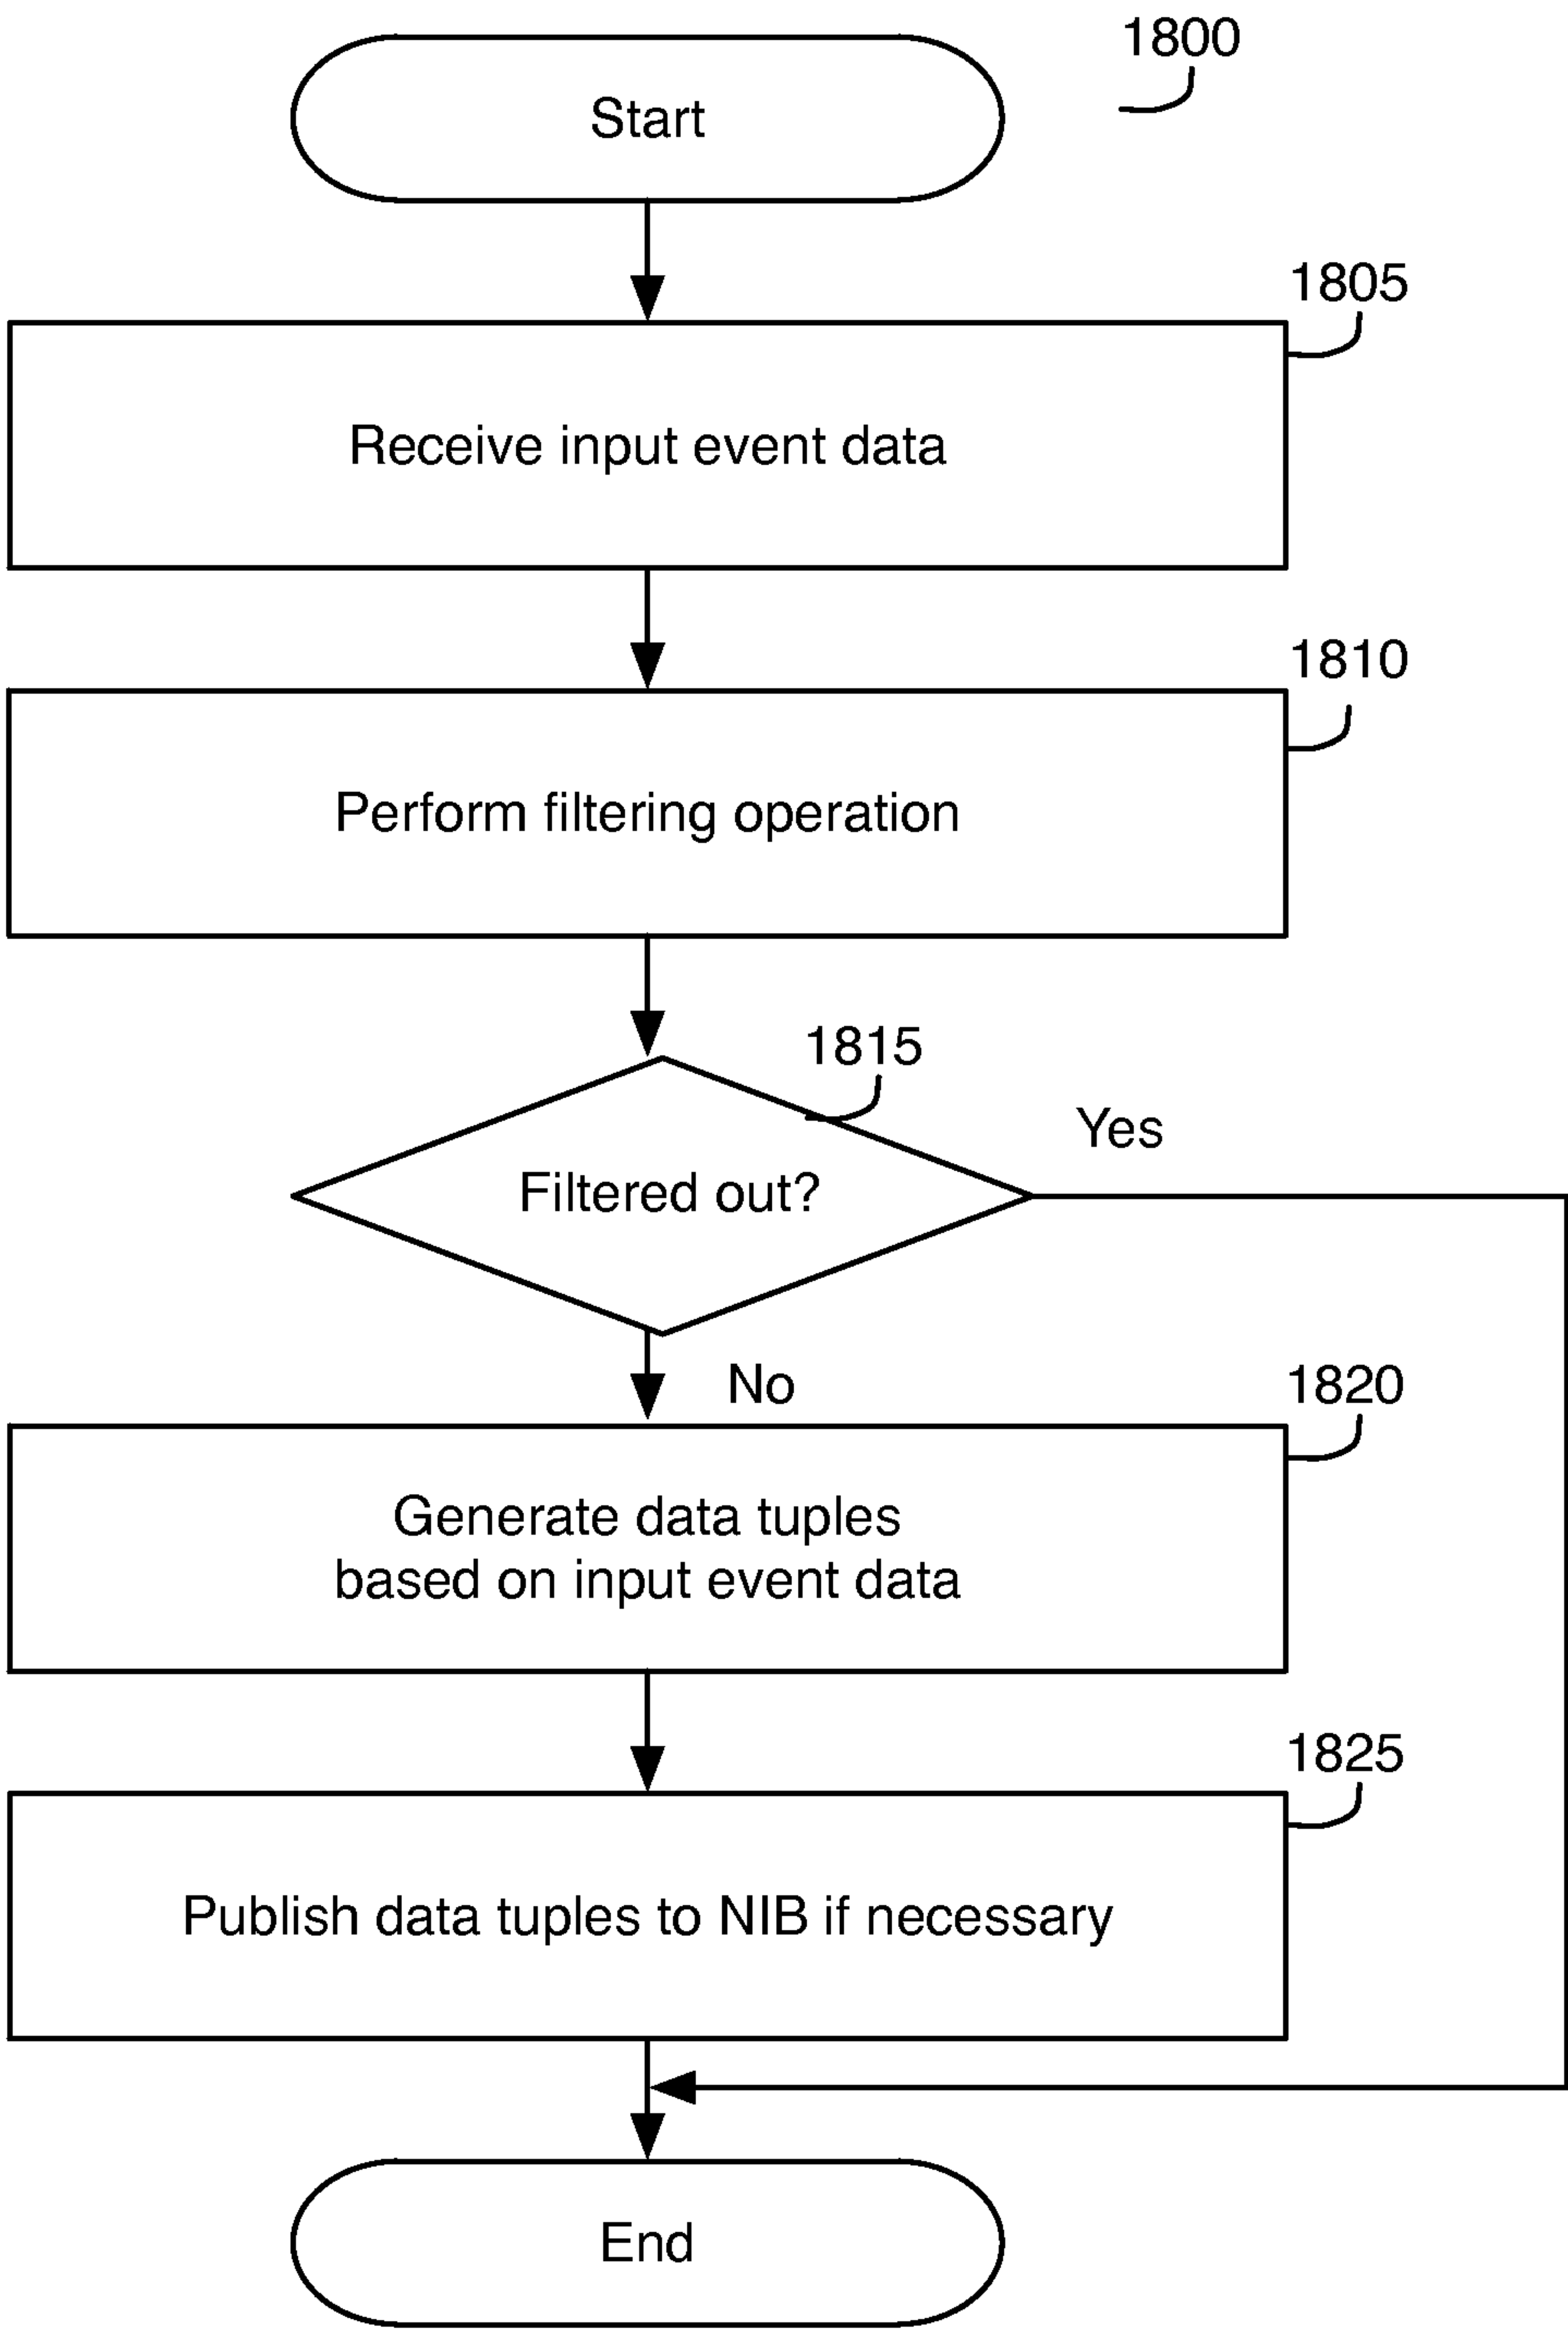 1800
Start
1805
Receive input event data
1810
Perform filtering operation
1815
Yes
Filtered out?
No
1820
Generate data tuples
based on input event data
1825
Publish data tuples to NIB if necessary
End